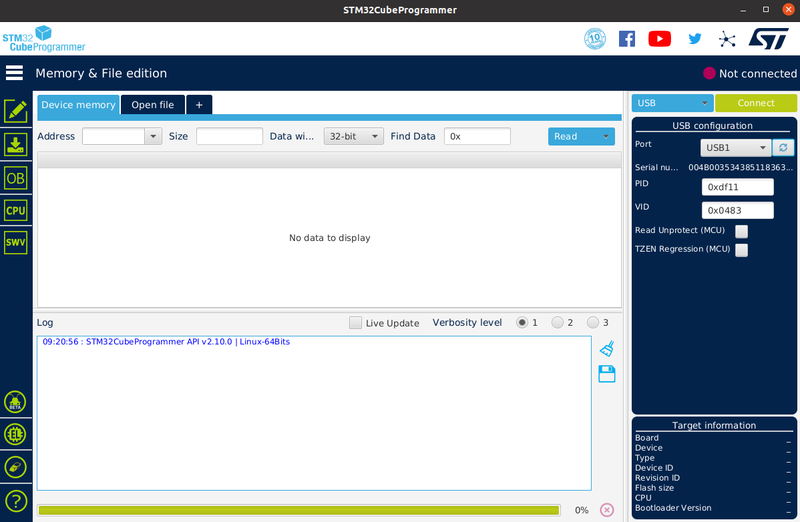 STM32CubeProgrammer
STM32
CubeProgrammer
10
Memory & File edition
Not connected
Device memory
Open file
+
USB
Connect
Address
Size
Data wi...
32-bit
Find Data
0x
Read
USB configuration
Port
USB1
Serial nu...
004B003534385118363...
PID
0xdf11
VID
0x0483
Read Unprotect (MCU)
TZEN Regression (MCU)
OB
CPU
SWV
No data to display
Log
Live Update
Verbosity level
1
2
3
09:20:56 : STM32CubeProgrammer API v2.10.0 | Linux-64Bits
BETA
EL
?
0%
Target information
Board
_
Device
_
Type
_
Device ID
_
Revision ID
_
Flash size
_
CPU
_
Bootloader Version
_